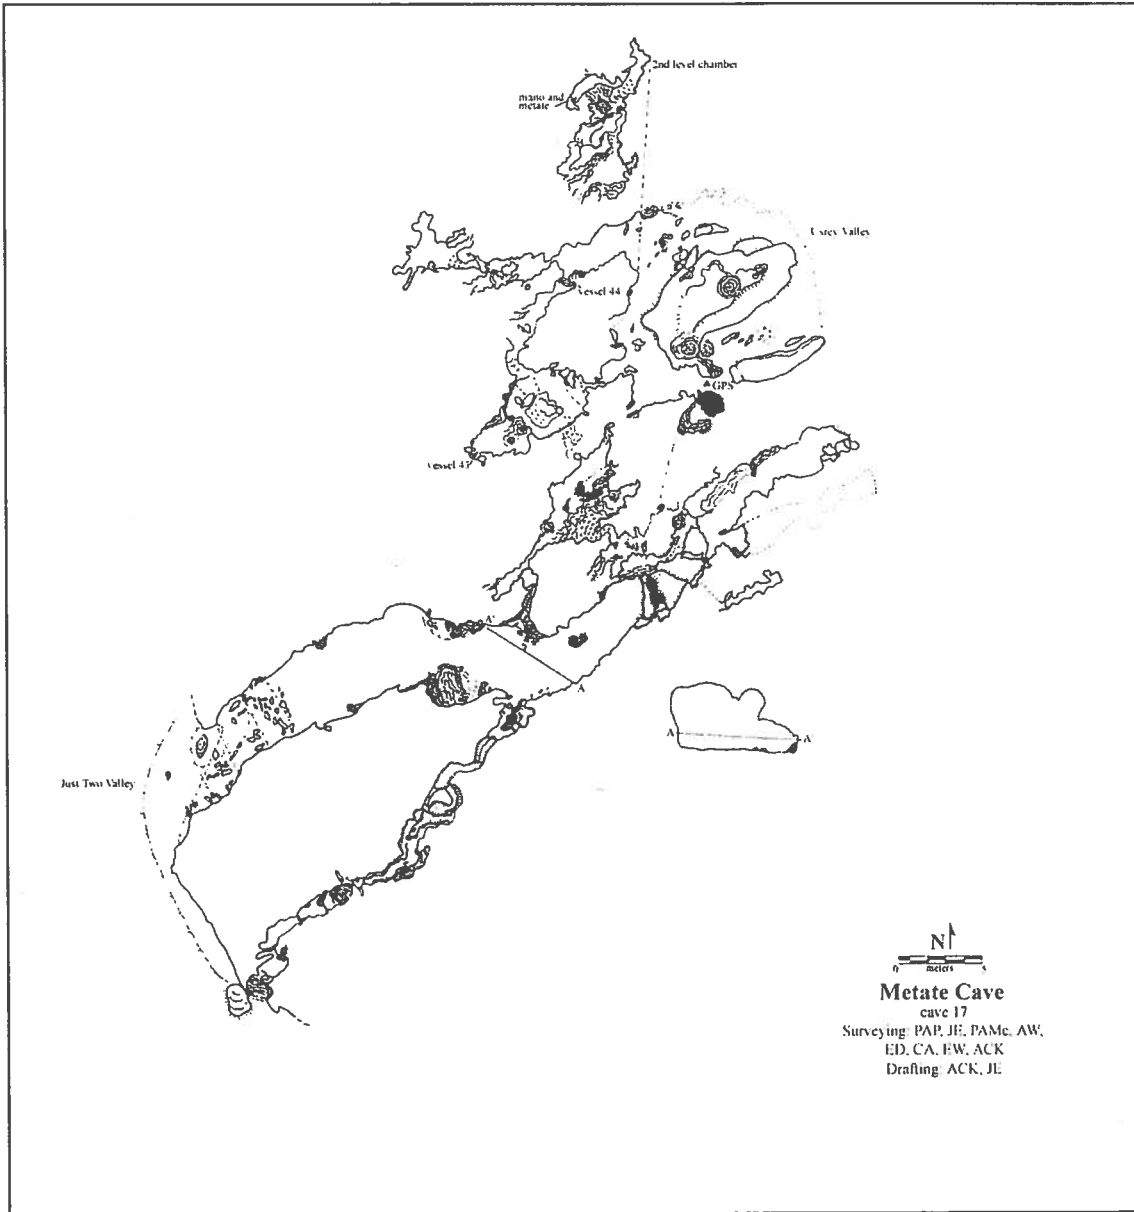 2nd level chamber
mano and
metate
Valley
Vessel 44
GPS
Vessel
A'
A
A A'
Just Two Valley
N
0 meters 5
Metate Cave
cave 17
Surveying: PAP, JE, PAMc, AW,
ED, CA, EW, ACK
Drafting: ACK, JE